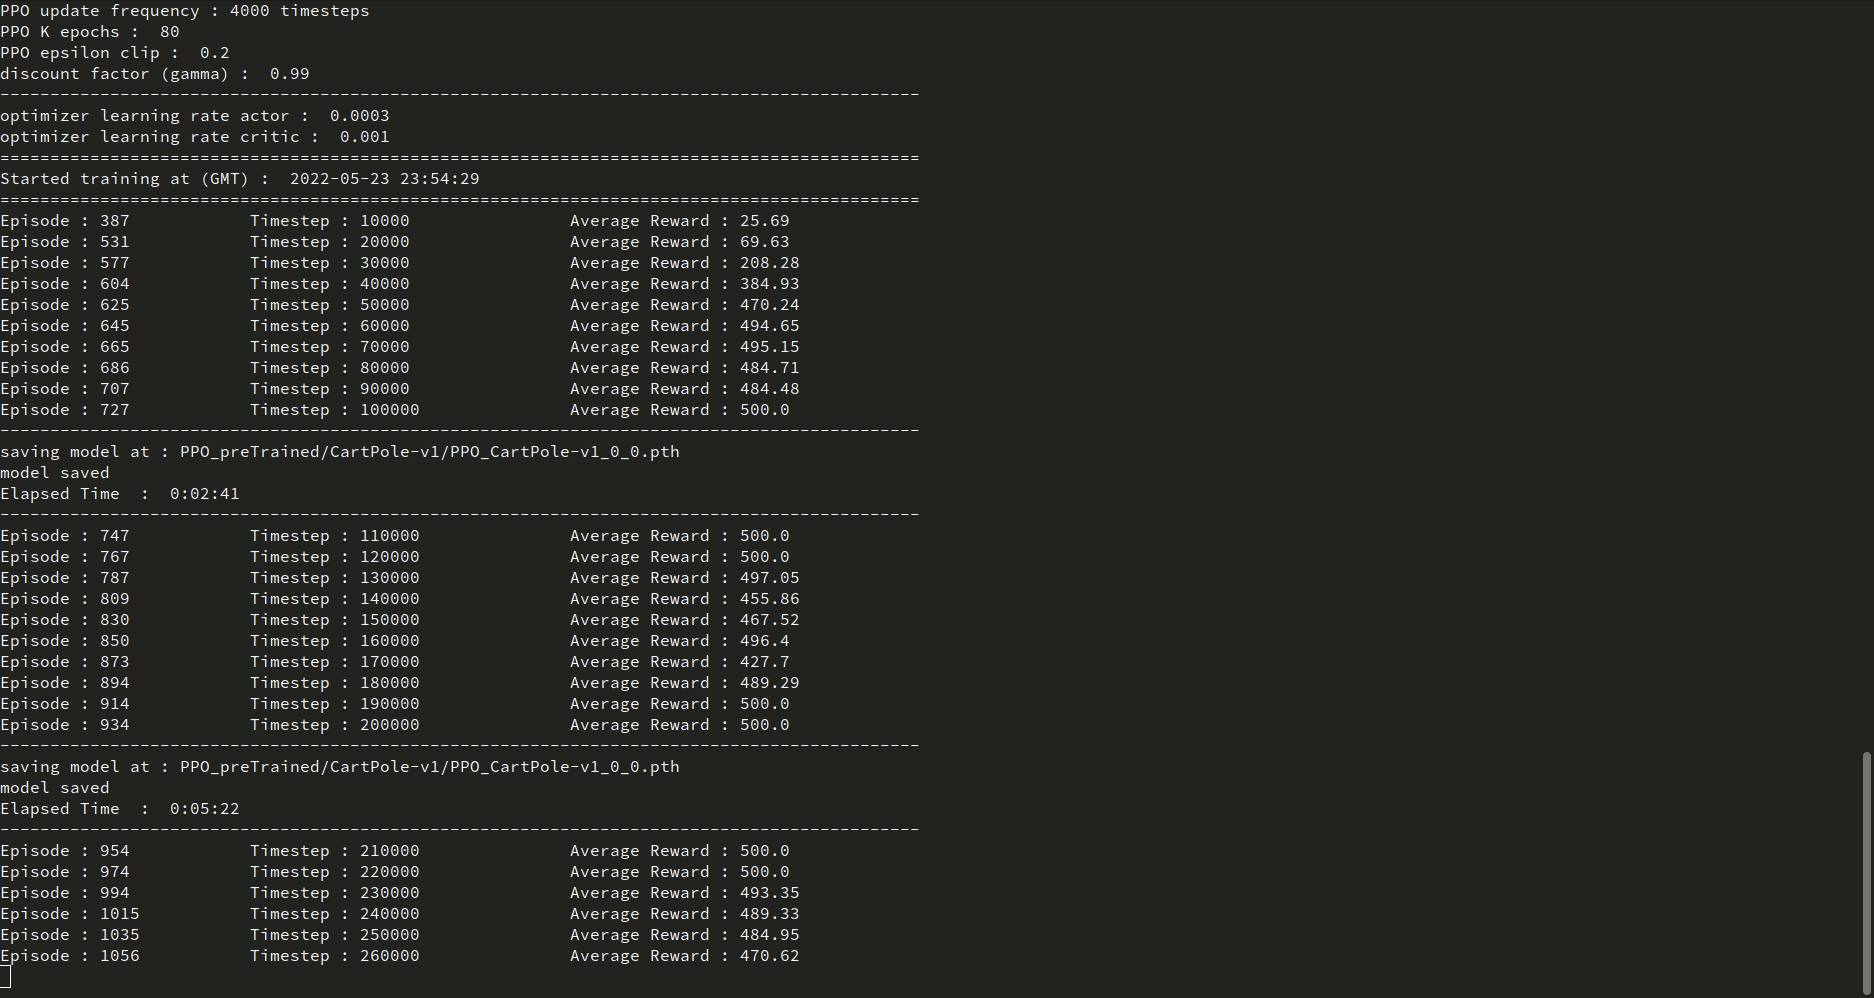 PPO update frequency : 4000 timesteps
PPO K epochs :  80
PPO epsilon clip :  0.2
discount factor (gamma) :  0.99
--------------------------------------------------------------------------------------------
optimizer learning rate actor :  0.0003
optimizer learning rate critic :  0.001
============================================================================================
Started training at (GMT) :  2022-05-23 23:54:29
============================================================================================
Episode : 387            Timestep : 10000                Average Reward : 25.69
Episode : 531            Timestep : 20000                Average Reward : 69.63
Episode : 577            Timestep : 30000                Average Reward : 208.28
Episode : 604            Timestep : 40000                Average Reward : 384.93
Episode : 625            Timestep : 50000                Average Reward : 470.24
Episode : 645            Timestep : 60000                Average Reward : 494.65
Episode : 665            Timestep : 70000                Average Reward : 495.15
Episode : 686            Timestep : 80000                Average Reward : 484.71
Episode : 707            Timestep : 90000                Average Reward : 484.48
Episode : 727            Timestep : 100000               Average Reward : 500.0
--------------------------------------------------------------------------------------------
saving model at : PPO_preTrained/CartPole-v1/PPO_CartPole-v1_0_0.pth
model saved
Elapsed Time  :  0:02:41
--------------------------------------------------------------------------------------------
Episode : 747            Timestep : 110000               Average Reward : 500.0
Episode : 767            Timestep : 120000               Average Reward : 500.0
Episode : 787            Timestep : 130000               Average Reward : 497.05
Episode : 809            Timestep : 140000               Average Reward : 455.86
Episode : 830            Timestep : 150000               Average Reward : 467.52
Episode : 850            Timestep : 160000               Average Reward : 496.4
Episode : 873            Timestep : 170000               Average Reward : 427.7
Episode : 894            Timestep : 180000               Average Reward : 489.29
Episode : 914            Timestep : 190000               Average Reward : 500.0
Episode : 934            Timestep : 200000               Average Reward : 500.0
--------------------------------------------------------------------------------------------
saving model at : PPO_preTrained/CartPole-v1/PPO_CartPole-v1_0_0.pth
model saved
Elapsed Time  :  0:05:22
--------------------------------------------------------------------------------------------
Episode : 954            Timestep : 210000               Average Reward : 500.0
Episode : 974            Timestep : 220000               Average Reward : 500.0
Episode : 994            Timestep : 230000               Average Reward : 493.35
Episode : 1015           Timestep : 240000               Average Reward : 489.33
Episode : 1035           Timestep : 250000               Average Reward : 484.95
Episode : 1056           Timestep : 260000               Average Reward : 470.62